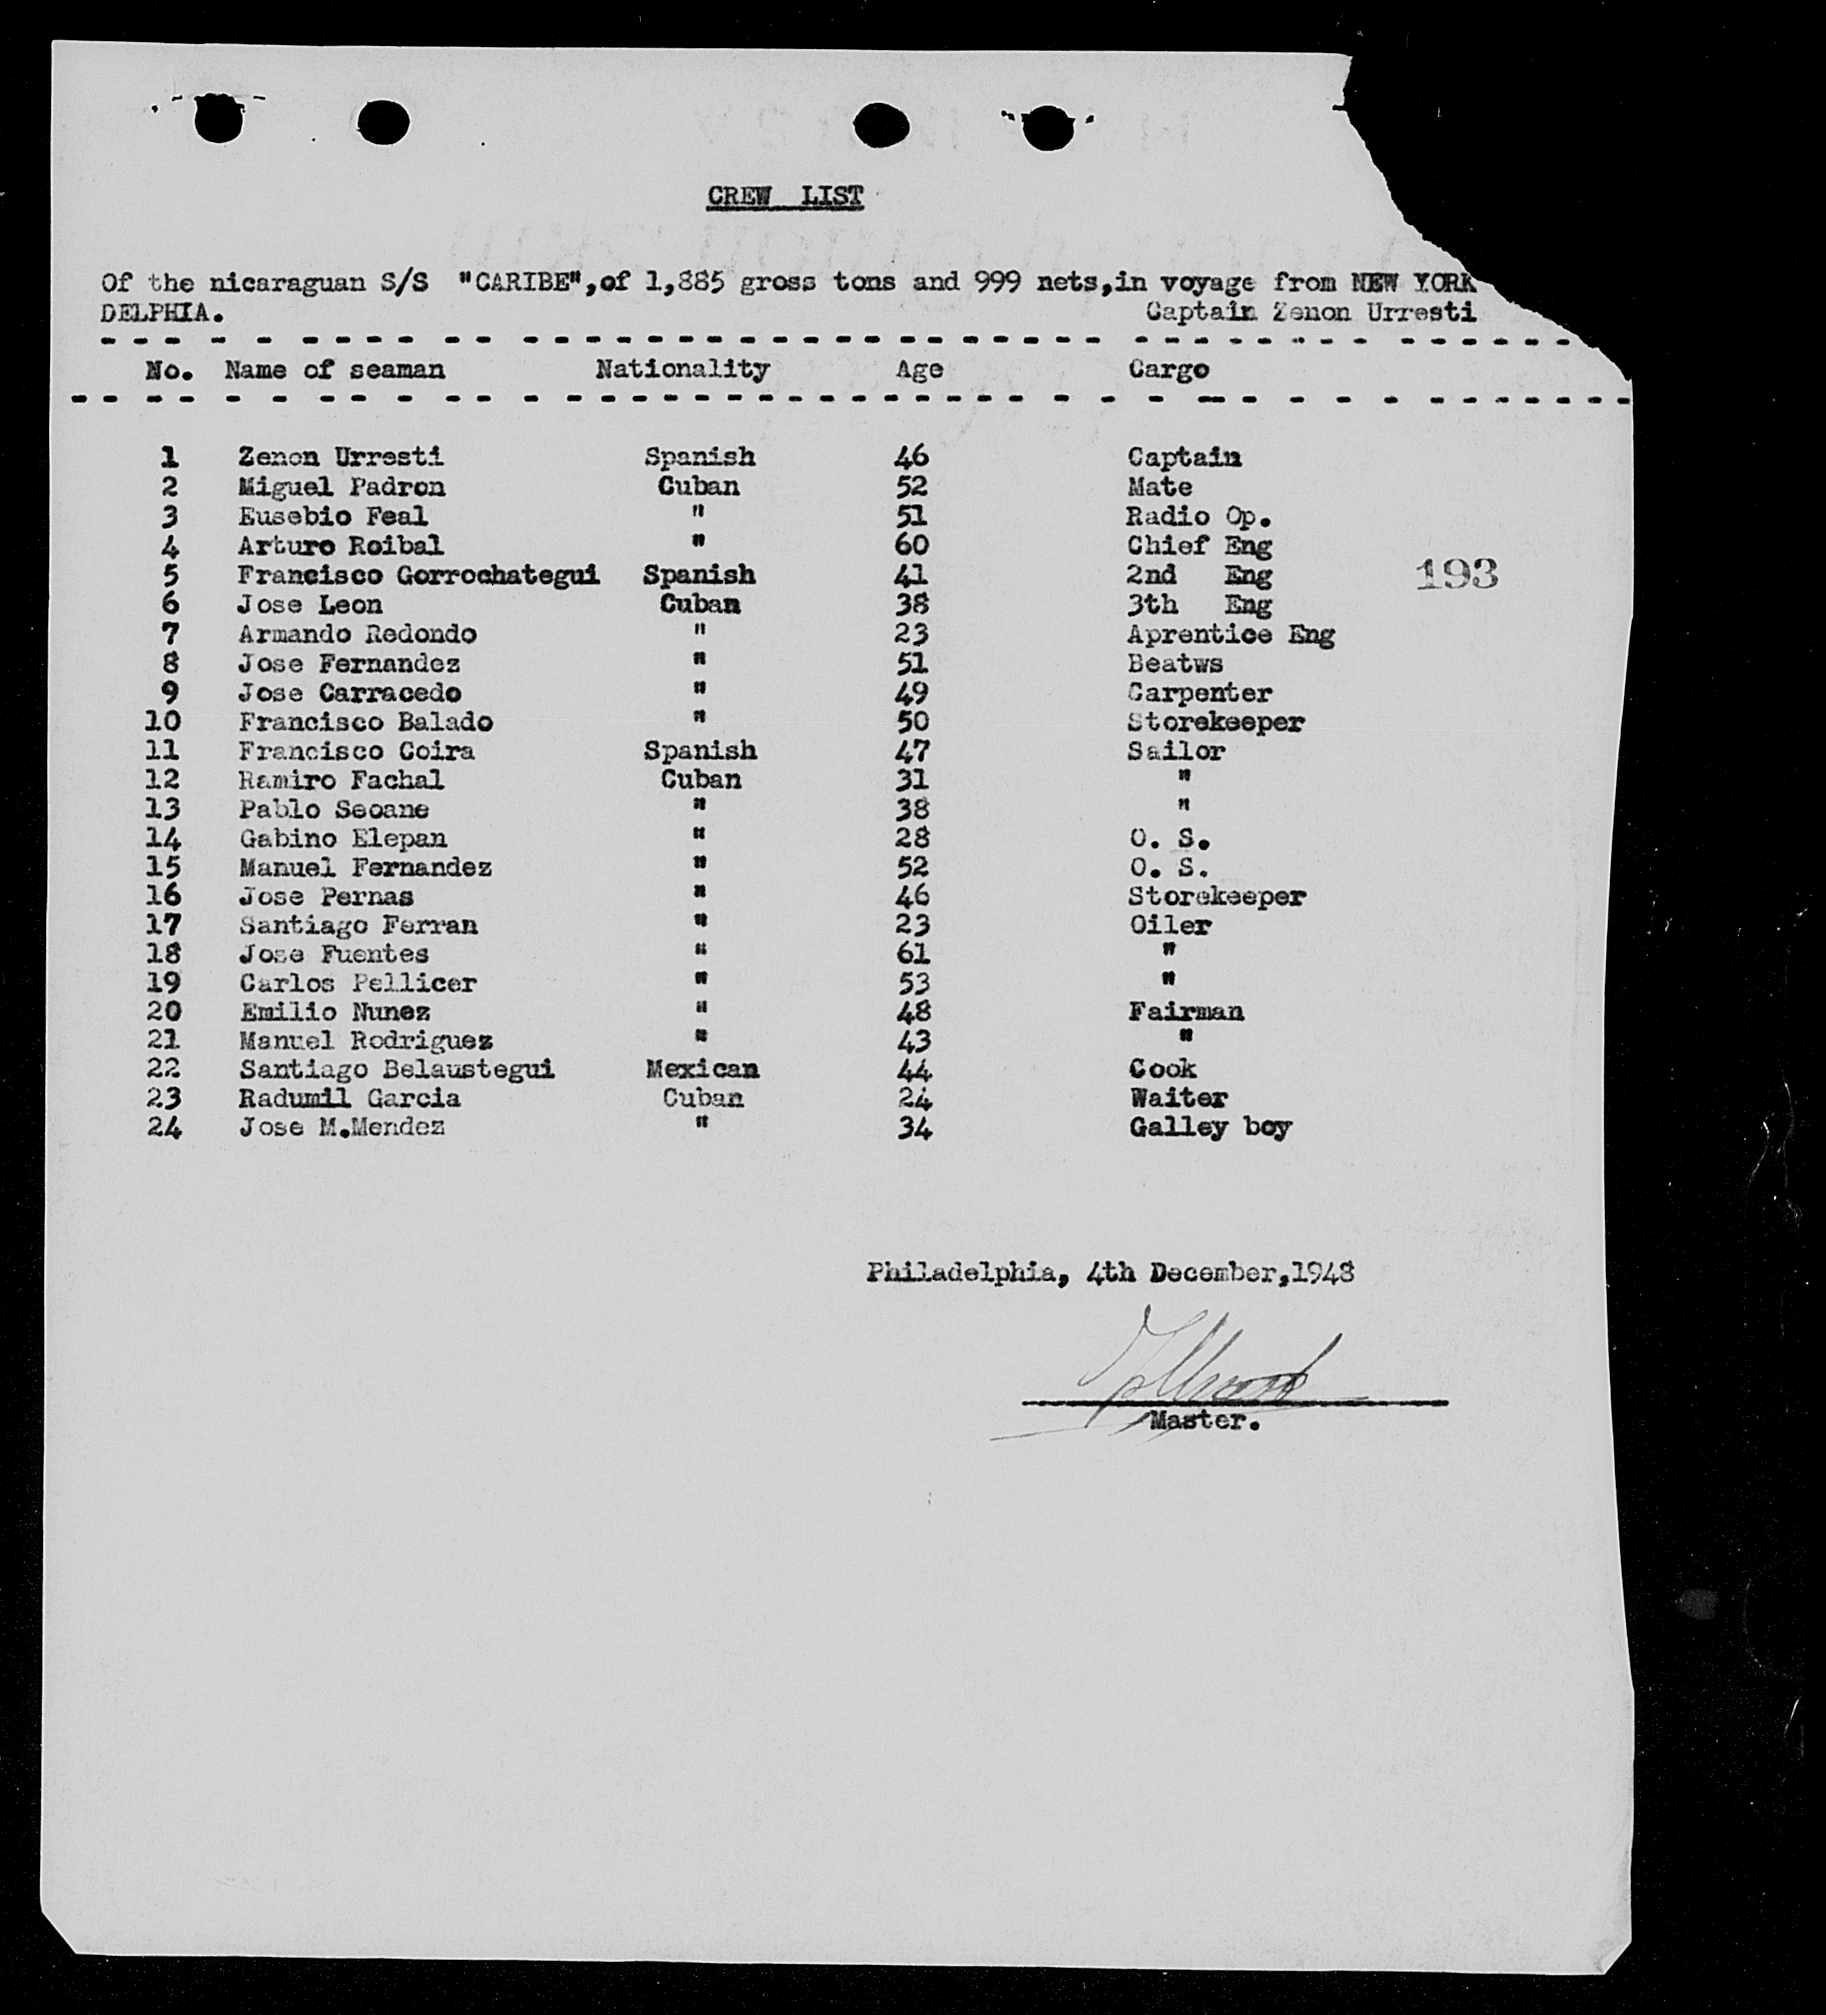 CREW LIST
Of the nicaraguan S/S "CARIBE",of 1,885 gross tons and 999 nets,in voyage from NEW YORK
DELPHIA. Captain Zenon Urresti
No. Name of seaman Nationality Age Cargo
1 Zenon Urresti Spanish 46 Captain
2 Miguel Padron Cuban 52 Mate
3 Eusebio Feal " 51 Radio Op.
4 Arturo Roibal " 60 Chief Eng
5 Francisco Gorrochategui Spanish 41 2nd Eng 193
6 Jose Leon Cuban 38 3th Eng
7 Armando Redondo " 23 Aprentice Eng
8 Jose Fernandez " 51 Beatws
9 Jose Carracedo " 49 Carpenter
10 Francisco Balado " 50 Storekeeper
11 Francisco Coira Spanish 47 Sailor
12 Ramiro Fachal Cuban 31 "
13 Pablo Seoane " 38 "
14 Gabino Elepan " 28 O. S.
15 Manuel Fernandez " 52 O. S.
16 Jose Pernas " 46 Storekeeper
17 Santiago Ferran " 23 Oiler
18 Jose Fuentes " 61 "
19 Carlos Pellicer " 53 "
20 Emilio Nunez " 48 Fairman
21 Manuel Rodriguez " 43 "
22 Santiago Belaustegui Mexican 44 Cook
23 Radumil Garcia Cuban 24 Waiter
24 Jose M.Mendez " 34 Galley boy
Philadelphia, 4th December,1948
Master.